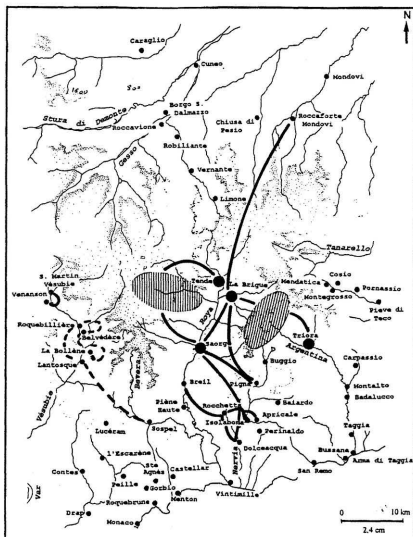 N
Caraglio
Cuneo
Mondovi
1500
800
Borgo S.
Dalmazzo
Stura di Demonte
Roccavione
Chiusa di
Pesio
Roccaforte
Mondovi
Robiliante
Gesso
Vernante
Limone
Tanarello
S. Martin
Vésubie
Tende
La Brigue
Cosio
Mendatica
Pornassio
Venanson
Montegrosso
Pieve di
Teco
Roya
Roquebillière
Belvédère
Triora
Saorge
Argentina
La Bollène
Lantosque
Bevera
Buggio
Carpassio
Breil
Pigna
Montalto
Vésubie
Rocchetta
Baiardo
Badalucco
Piène
Haute
Isolabona
Apricale
Lucéram
Sospel
Perinaldo
Taggia
Dolceacqua
l'Escarène
Nervia
Bussana
Ste
Agnès
Castellar
Arma di Taggia
Contes
San Remo
Peille
Gorbio
Vintimille
Var
Menton
Roquebrune
Drap
Monaco
0 10 km
2.4 cm